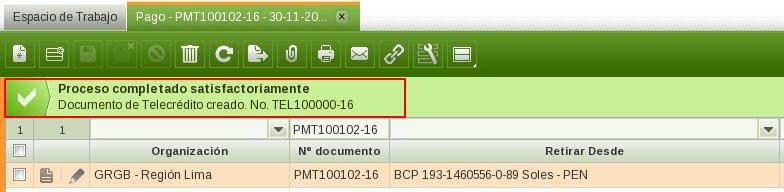 Espacio de Trabajo
Pago - PMT100102-16 - 30-11-20...
Proceso completado satisfactoriamente
Documento de Telecrédito creado. No. TEL100000-16
1 1 PMT100102-16
Organización Nº documento Retirar Desde
GRGB - Región Lima PMT100102-16 BCP 193-1460556-0-89 Soles - PEN